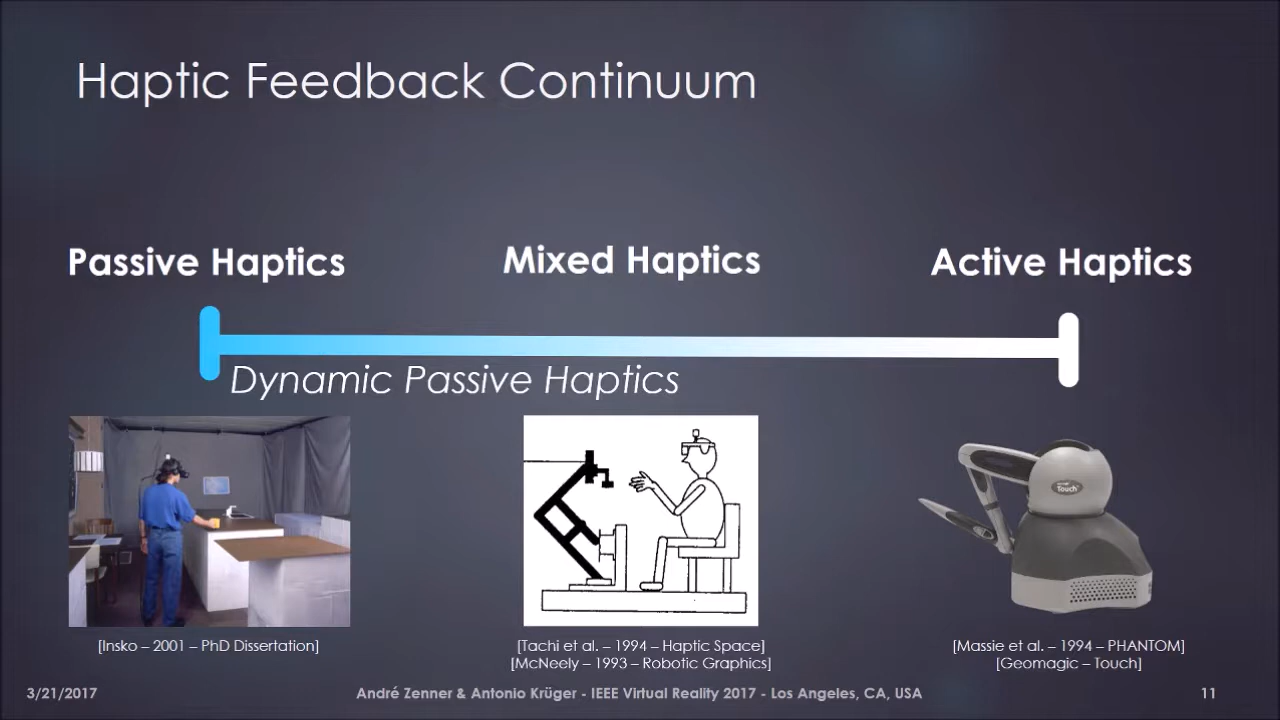 Haptic Feedback Continuum
Passive Haptics
Mixed Haptics
Active Haptics
Dynamic Passive Haptics
Touch
[Insko – 2001 – PhD Dissertation]
[Tachi et al. – 1994 – Haptic Space]
[McNeely – 1993 – Robotic Graphics]
[Massie et al. – 1994 – PHANTOM]
[Geomagic – Touch]
3/21/2017
André Zenner & Antonio Krüger - IEEE Virtual Reality 2017 - Los Angeles, CA, USA
11